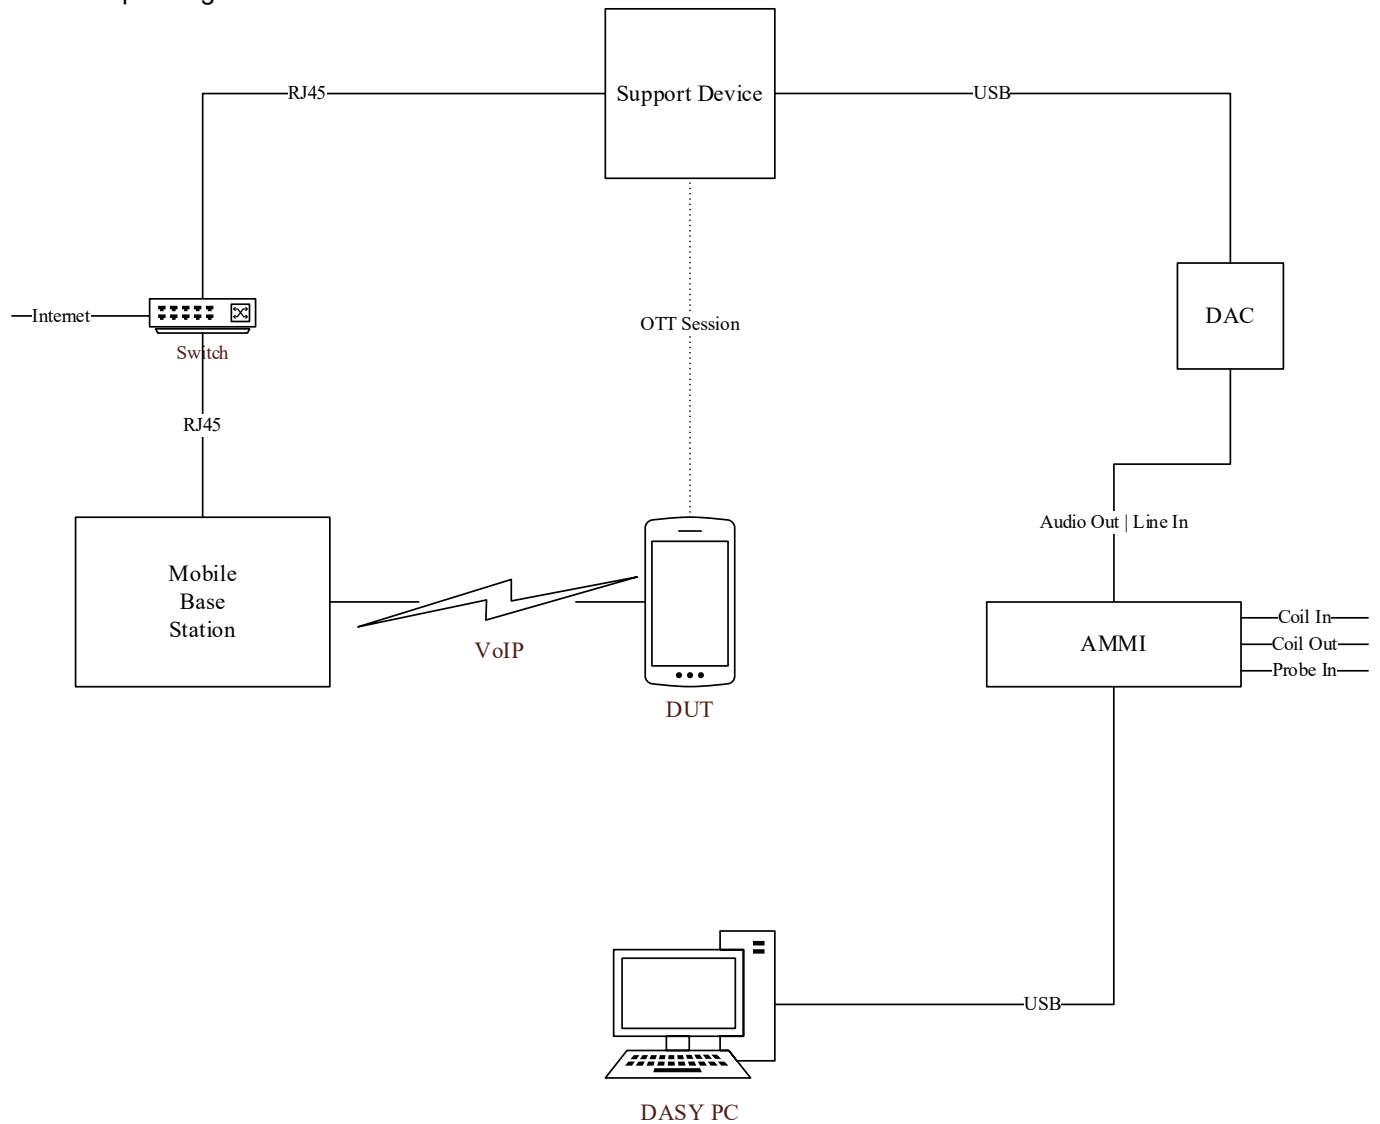 Support Device
RJ45
USB
DAC
Internet
Switch
OTT Session
RJ45
Audio Out | Line In
Mobile
Base
Station
VoIP
DUT
AMMI
Coil In
Coil Out
Probe In
USB
DASY PC